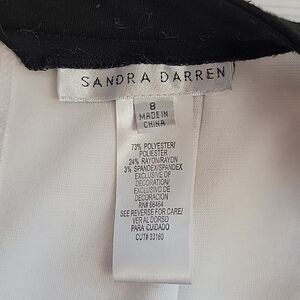 SANDRA DARREN
8
MADE IN
CHINA
73% POLYESTER/
POLIESTER
24% RAYON/RAYON
3% SPANDEX/SPANDEX
EXCLUSIVE OF
DECORATION/
EXCLUSIVO DE
DECORACION
RN# 66464
SEE REVERSE FOR CARE/
VER AL DORSO
PARA CUIDADO
CUT# 33160